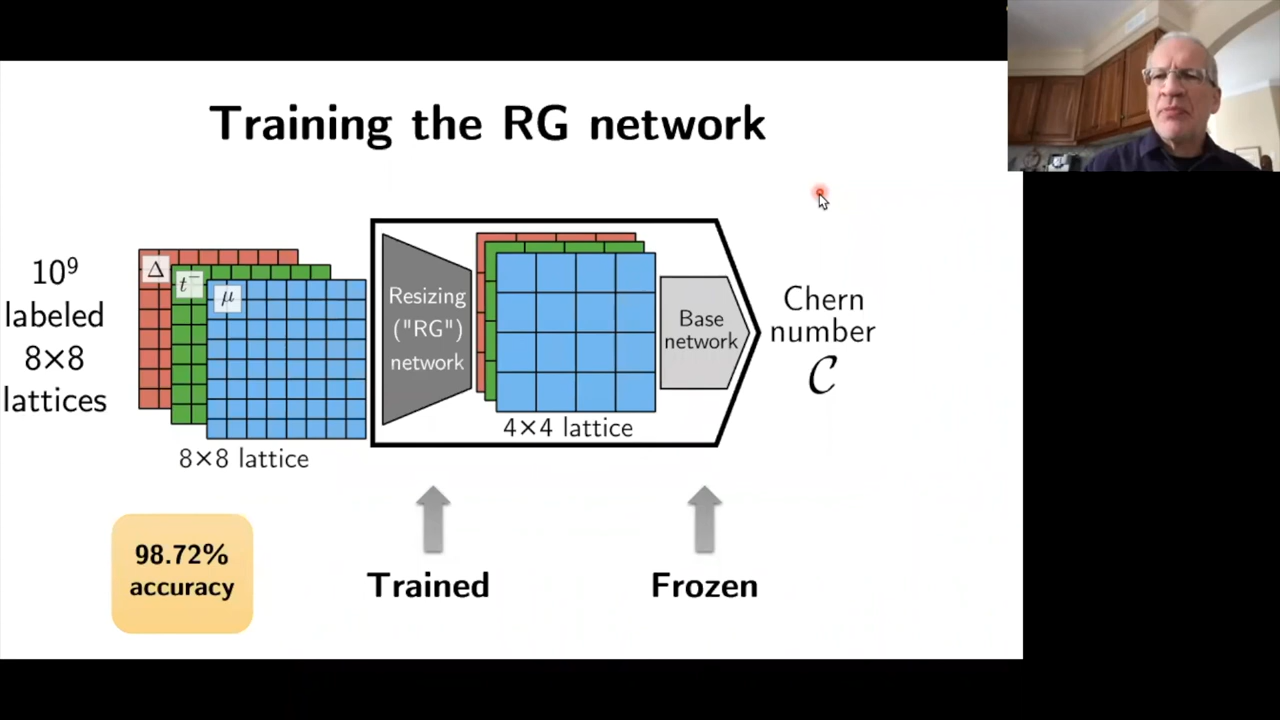 Training the RG network
10⁹
labeled
8×8
lattices
Δ
t⁻
μ
8×8 lattice
Resizing
("RG")
network
4×4 lattice
Base
network
Chern
number
𝒞
98.72%
accuracy
Trained
Frozen